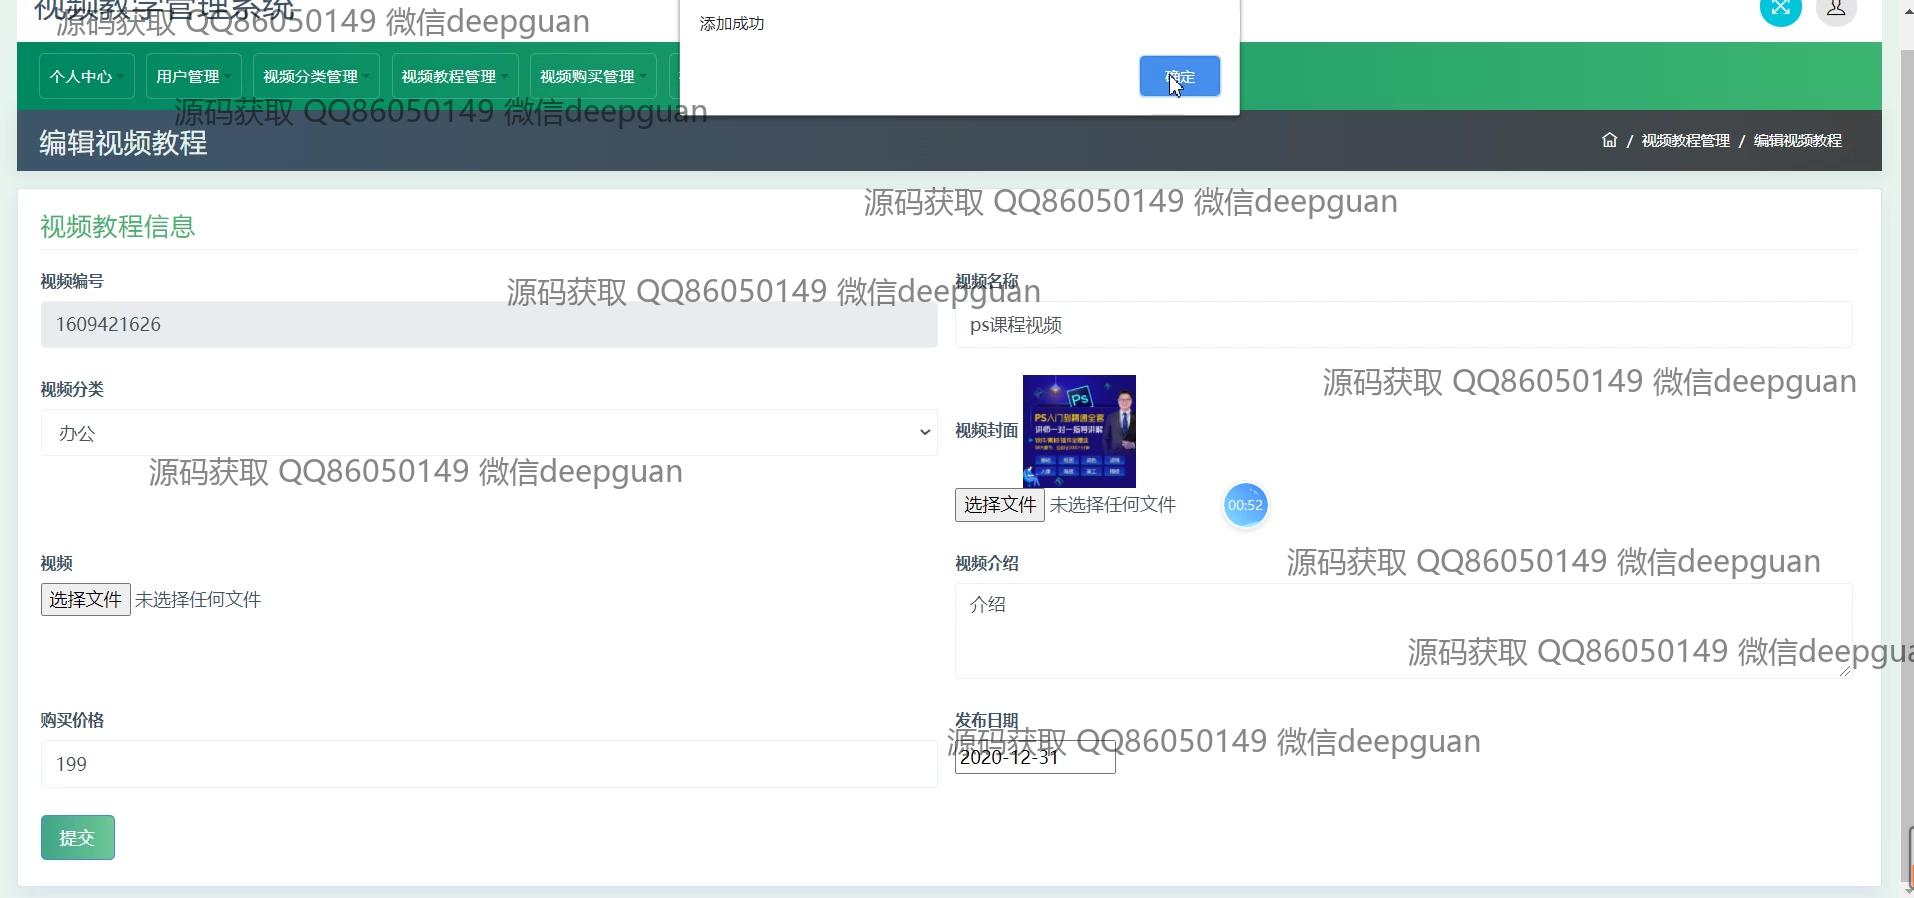 视频教学管理系统
源码获取 QQ86050149 微信deepguan
添加成功
确定
个人中心
用户管理
视频分类管理
视频教程管理
视频购买管理
源码获取 QQ86050149 微信deepguan
编辑视频教程
/ 视频教程管理 / 编辑视频教程
源码获取 QQ86050149 微信deepguan
视频教程信息
视频编号
视频名称
源码获取 QQ86050149 微信deepguan
1609421626
ps课程视频
源码获取 QQ86050149 微信deepguan
视频分类
办公
视频封面
Ps
PS入门到精通全套
讲师一对一指导讲解
源码获取 QQ86050149 微信deepguan
选择文件 未选择任何文件
00:52
视频
视频介绍
源码获取 QQ86050149 微信deepguan
选择文件 未选择任何文件
介绍
源码获取 QQ86050149 微信deepgua
购买价格
发布日期
源码获取 QQ86050149 微信deepguan
199
2020-12-31
提交